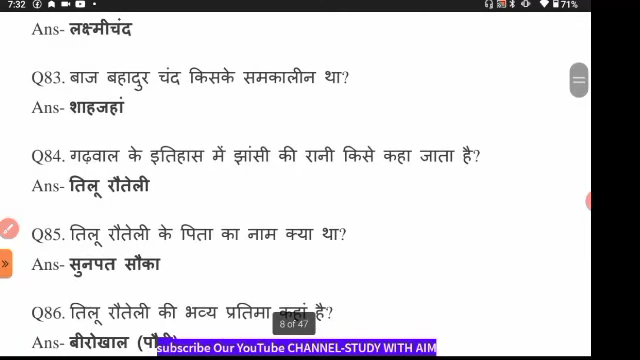 7:32
71%
Ans- लक्ष्मीचंद
Q83. बाज बहादुर चंद किसके समकालीन था?
Ans- शाहजहां
Q84. गढ़वाल के इतिहास में झांसी की रानी किसे कहा जाता है?
Ans- तिलू रौतेली
Q85. तिलू रौतेली के पिता का नाम क्या था?
Ans- सुनपत सौका
Q86. तिलू रौतेली की भव्य प्रतिमा कहां है?
8 of 47
Ans- बीरोखाल (पौड़ी)
subscribe Our YouTube CHANNEL-STUDY WITH AIM